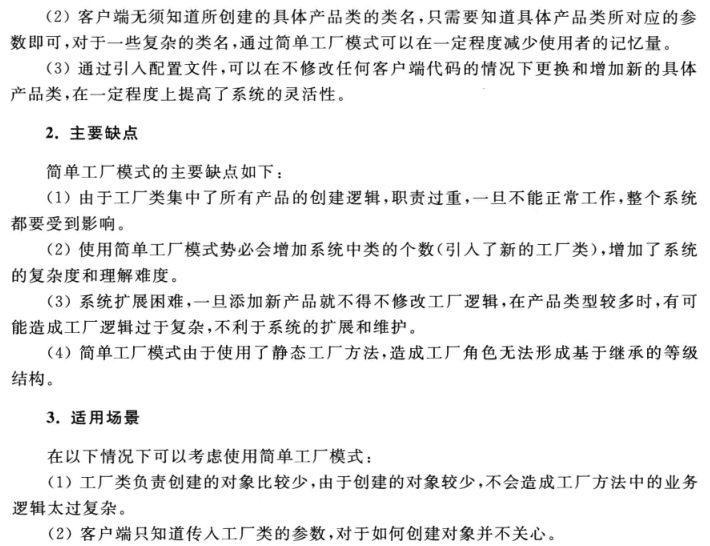 （2）客户端无须知道所创建的具体产品类的类名，只需要知道具体产品类所对应的参
数即可，对于一些复杂的类名，通过简单工厂模式可以在一定程度减少使用者的记忆量。
（3）通过引入配置文件，可以在不修改任何客户端代码的情况下更换和增加新的具体
产品类，在一定程度上提高了系统的灵活性。
2. 主要缺点
简单工厂模式的主要缺点如下：
（1）由于工厂类集中了所有产品的创建逻辑，职责过重，一旦不能正常工作，整个系统
都要受到影响。
（2）使用简单工厂模式势必会增加系统中类的个数（引入了新的工厂类），增加了系统
的复杂度和理解难度。
（3）系统扩展困难，一旦添加新产品就不得不修改工厂逻辑，在产品类型较多时，有可
能造成工厂逻辑过于复杂，不利于系统的扩展和维护。
（4）简单工厂模式由于使用了静态工厂方法，造成工厂角色无法形成基于继承的等级
结构。
3. 适用场景
在以下情况下可以考虑使用简单工厂模式：
（1）工厂类负责创建的对象比较少，由于创建的对象较少，不会造成工厂方法中的业务
逻辑太过复杂。
（2）客户端只知道传入工厂类的参数，对于如何创建对象并不关心。